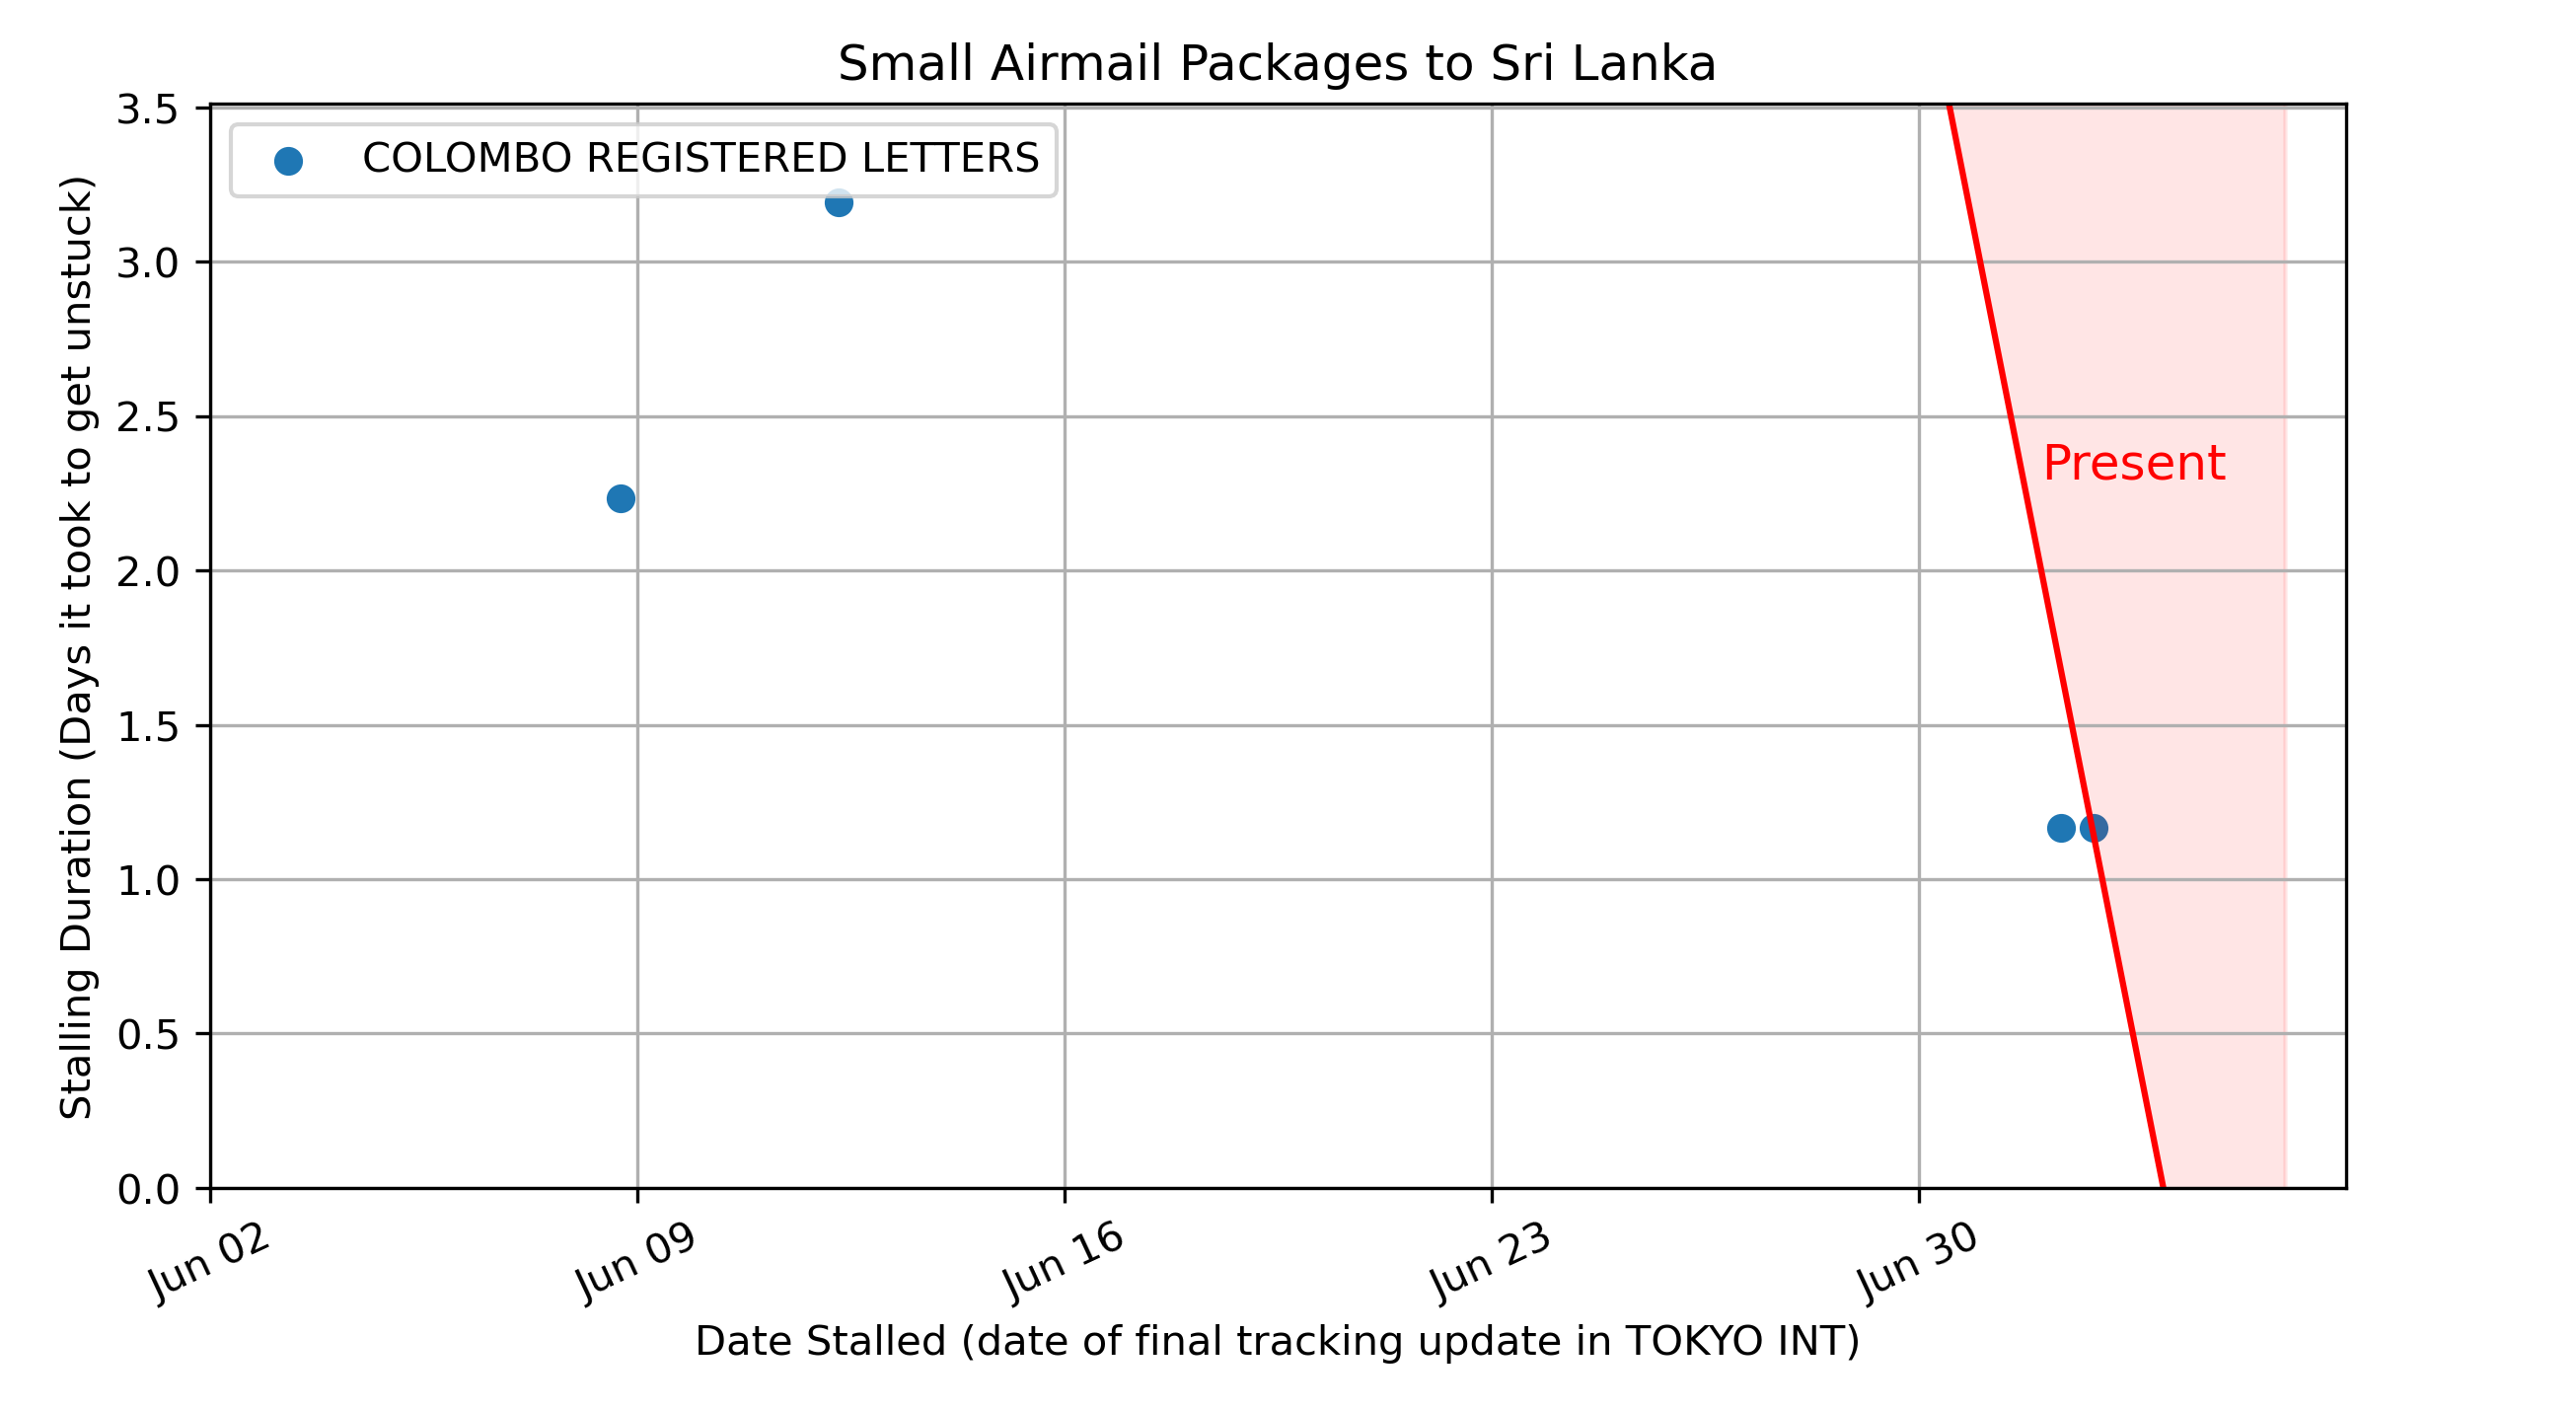 Small Airmail Packages to Sri Lanka
COLOMBO REGISTERED LETTERS
Stalling Duration (Days it took to get unstuck)
3.5
3.0
2.5
2.0
1.5
1.0
0.5
0.0
Present
Jun 02
Jun 09
Jun 16
Jun 23
Jun 30
Date Stalled (date of final tracking update in TOKYO INT)